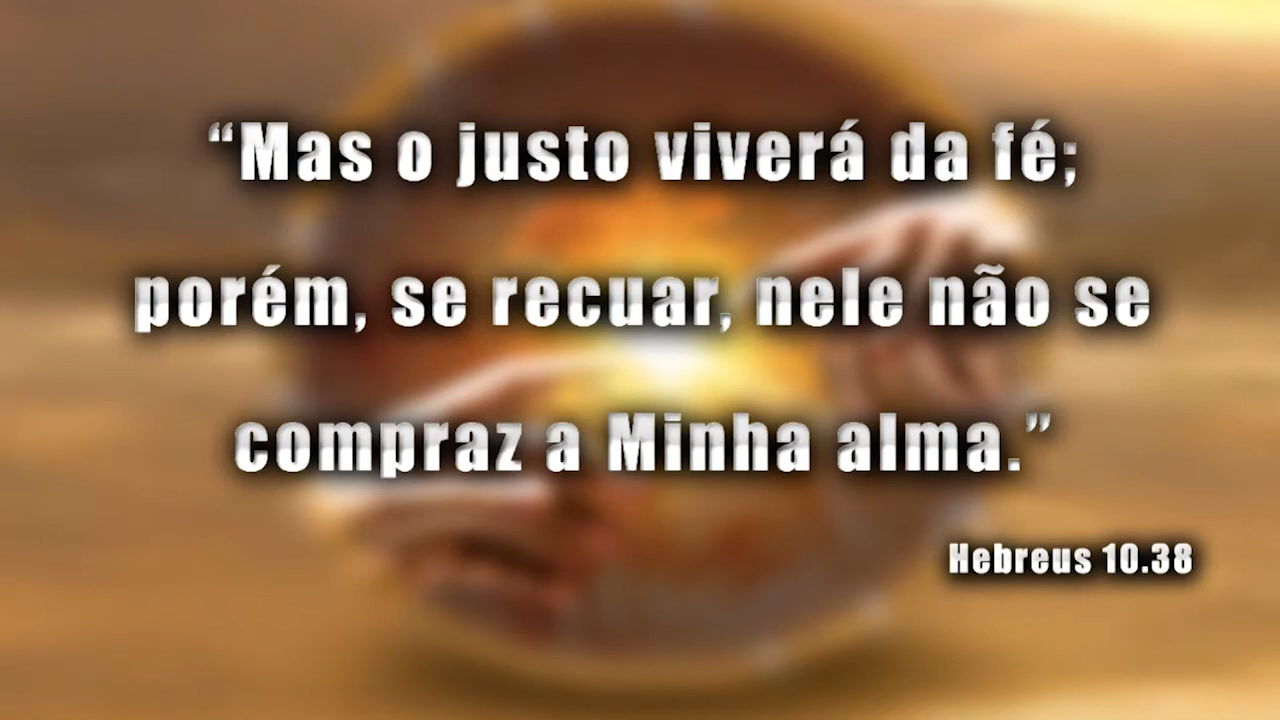 “Mas o justo viverá da fé;
porém, se recuar, nele não se
compraz a Minha alma.”
Hebreus 10.38